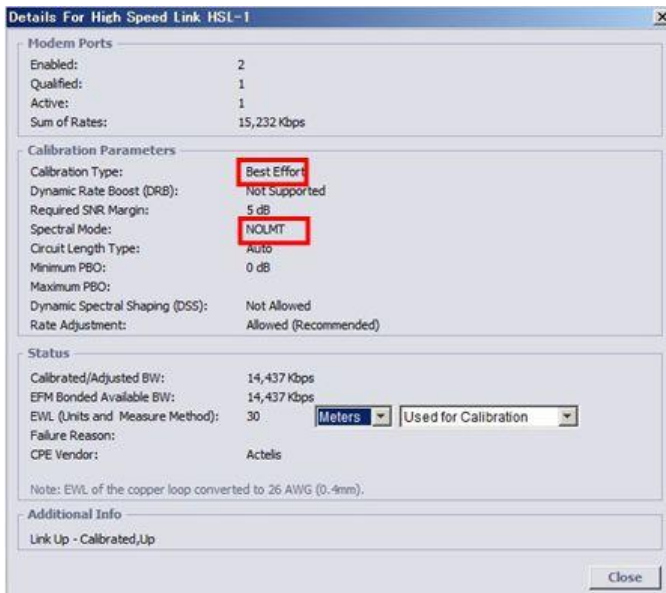 Details For High Speed Link HSL-1
Modem Ports
Enabled: 2
Qualified: 1
Active: 1
Sum of Rates: 15,232 Kbps
Calibration Parameters
Calibration Type: Best Effort
Dynamic Rate Boost (DRB): Not Supported
Required SNR Margin: 5 dB
Spectral Mode: NOLMT
Circuit Length Type: Auto
Minimum PBO: 0 dB
Maximum PBO:
Dynamic Spectral Shaping (DSS): Not Allowed
Rate Adjustment: Allowed (Recommended)
Status
Calibrated/Adjusted BW: 14,437 Kbps
EFM Bonded Available BW: 14,437 Kbps
EWL (Units and Measure Method): 30 Meters Used for Calibration
Failure Reason:
CPE Vendor: Actelis
Note: EWL of the copper loop converted to 26 AWG (0.4mm).
Additional Info
Link Up - Calibrated,Up
Close